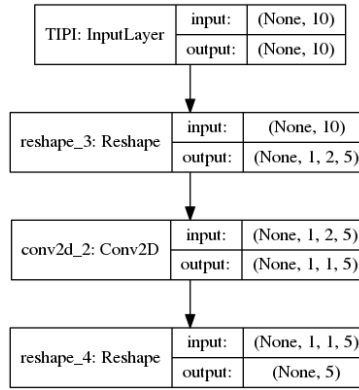 TIPI: InputLayer
input: (None, 10)
output: (None, 10)
reshape_3: Reshape
input: (None, 10)
output: (None, 1, 2, 5)
conv2d_2: Conv2D
input: (None, 1, 2, 5)
output: (None, 1, 1, 5)
reshape_4: Reshape
input: (None, 1, 1, 5)
output: (None, 5)